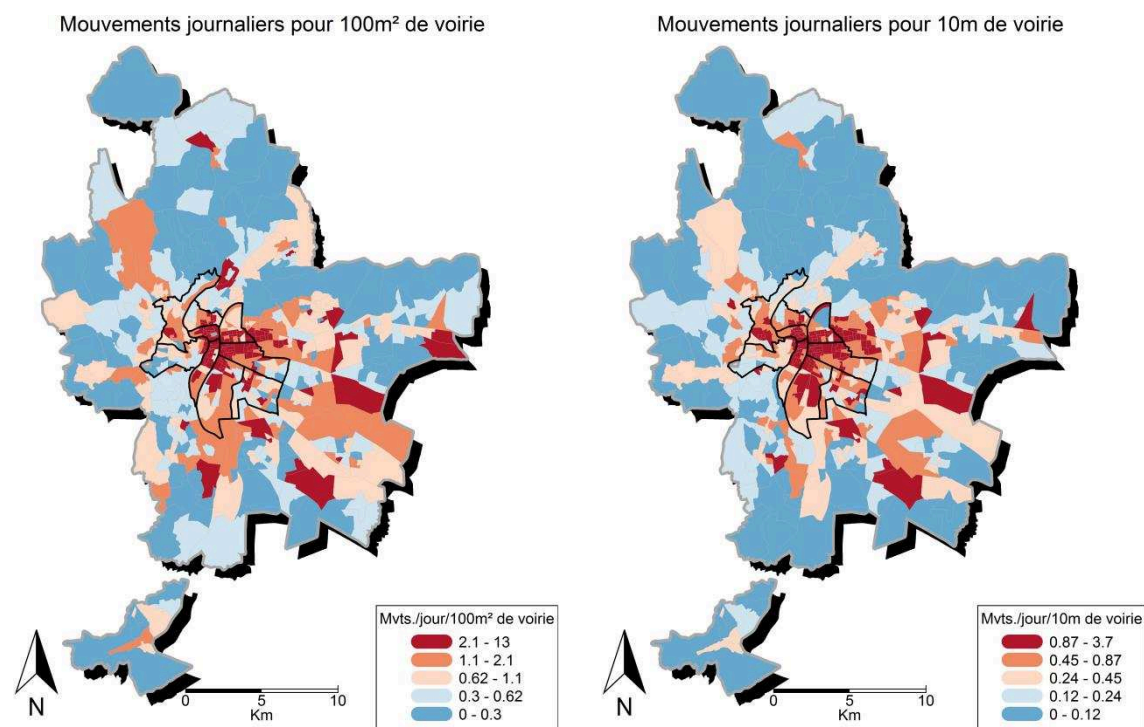 Mouvements journaliers pour 100m² de voirie
Mouvements journaliers pour 10m de voirie
Mvts./jour/100m² de voirie
2.1 - 13
1.1 - 2.1
0.62 - 1.1
0.3 - 0.62
0 - 0.3
N
0 5 10
Km
Mvts./jour/10m de voirie
0.87 - 3.7
0.45 - 0.87
0.24 - 0.45
0.12 - 0.24
0 - 0.12
N
0 5 10
Km